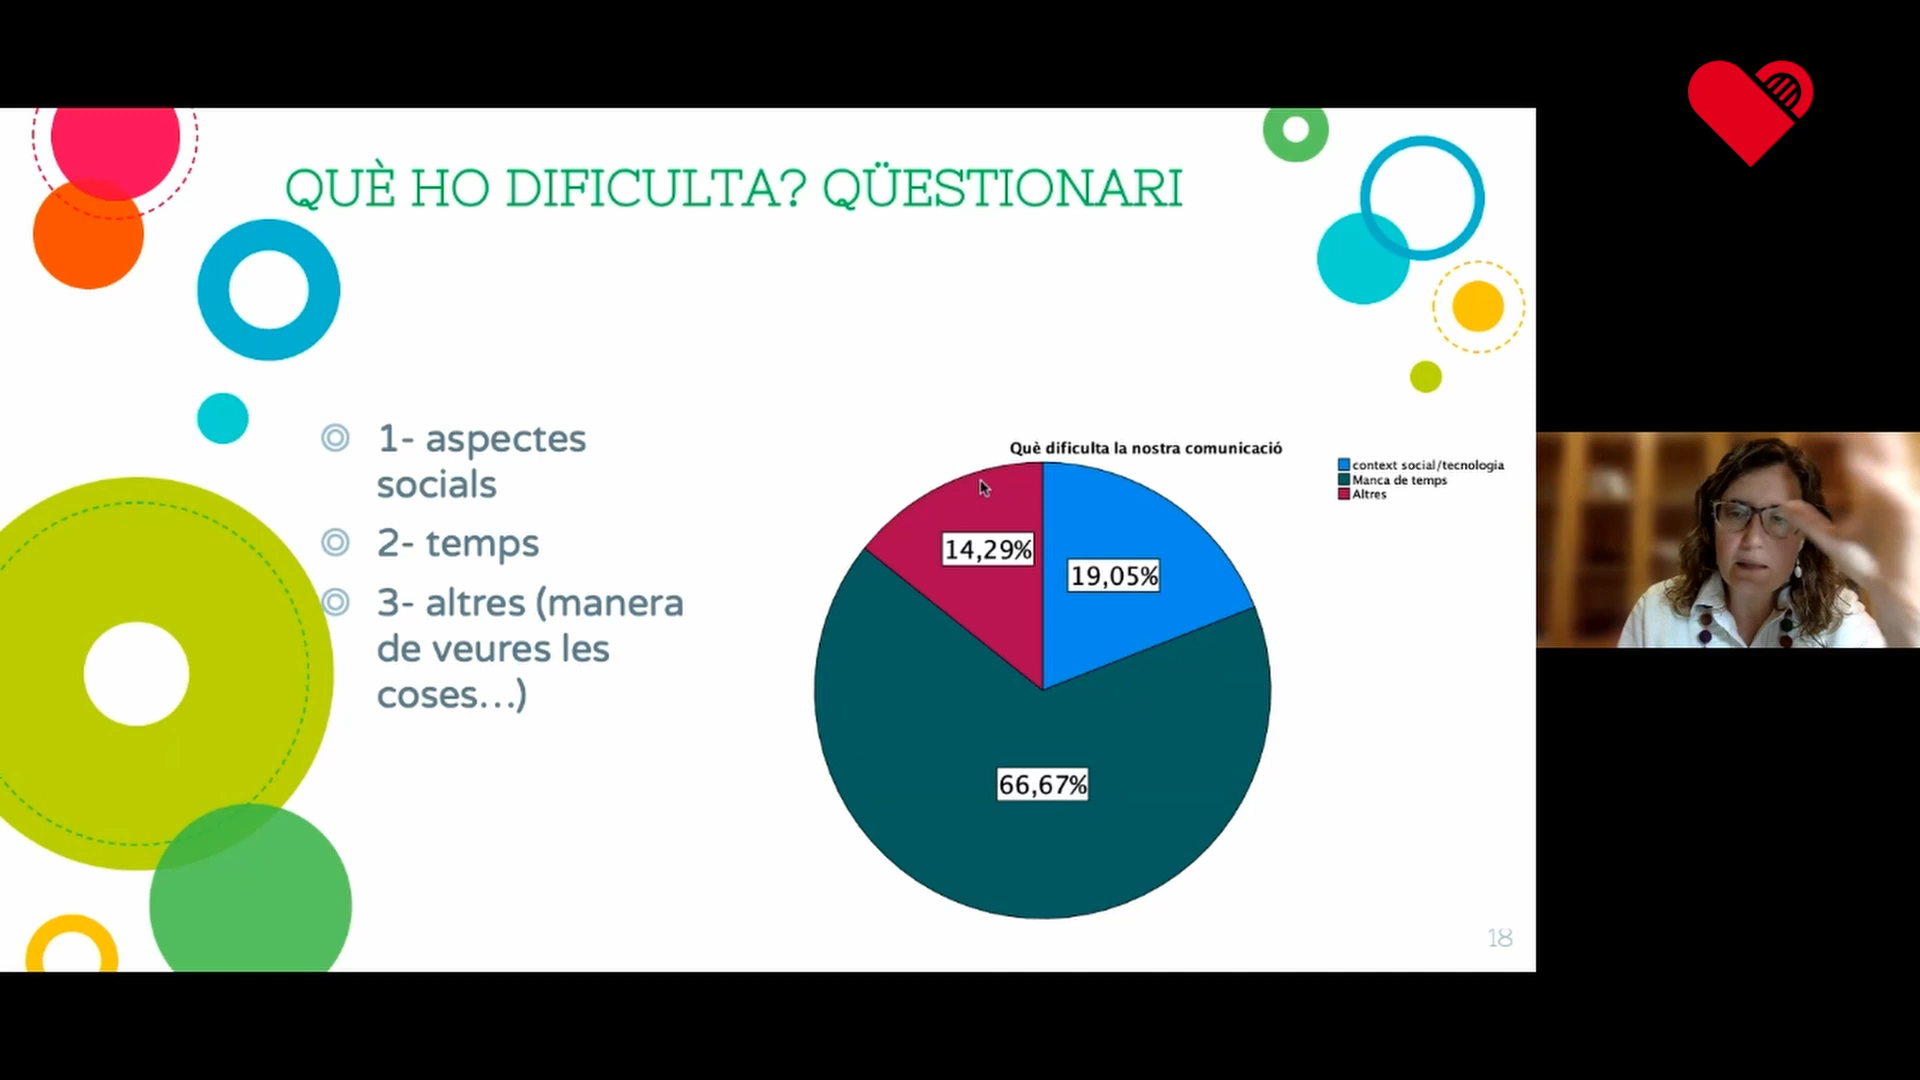 QUÈ HO DIFICULTA? QÜESTIONARI
1- aspectes
socials
2- temps
3- altres (manera
de veures les
coses...)
Què dificulta la nostra comunicació
context social/tecnologia
Manca de temps
Altres
14,29%
19,05%
66,67%
18